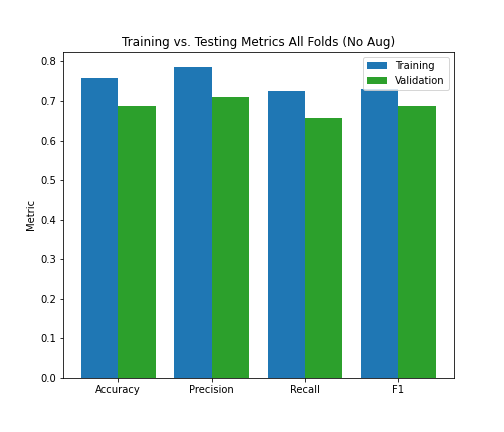 Training vs. Testing Metrics All Folds (No Aug)
Training
Validation
Metric
0.8
0.7
0.6
0.5
0.4
0.3
0.2
0.1
0.0
Accuracy Precision Recall F1